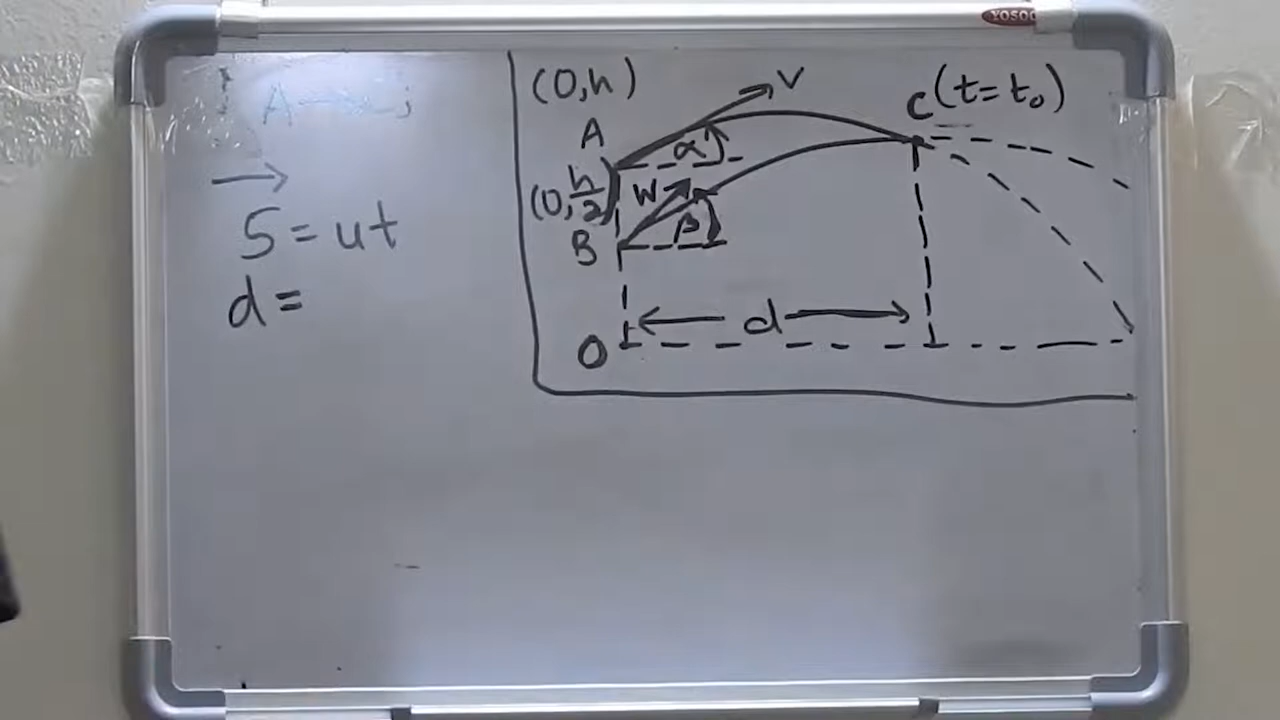 S = ut
d =
(0, h)
A
V
α
C (t = t₀)
(0, h/2)
W
B
β
d
O